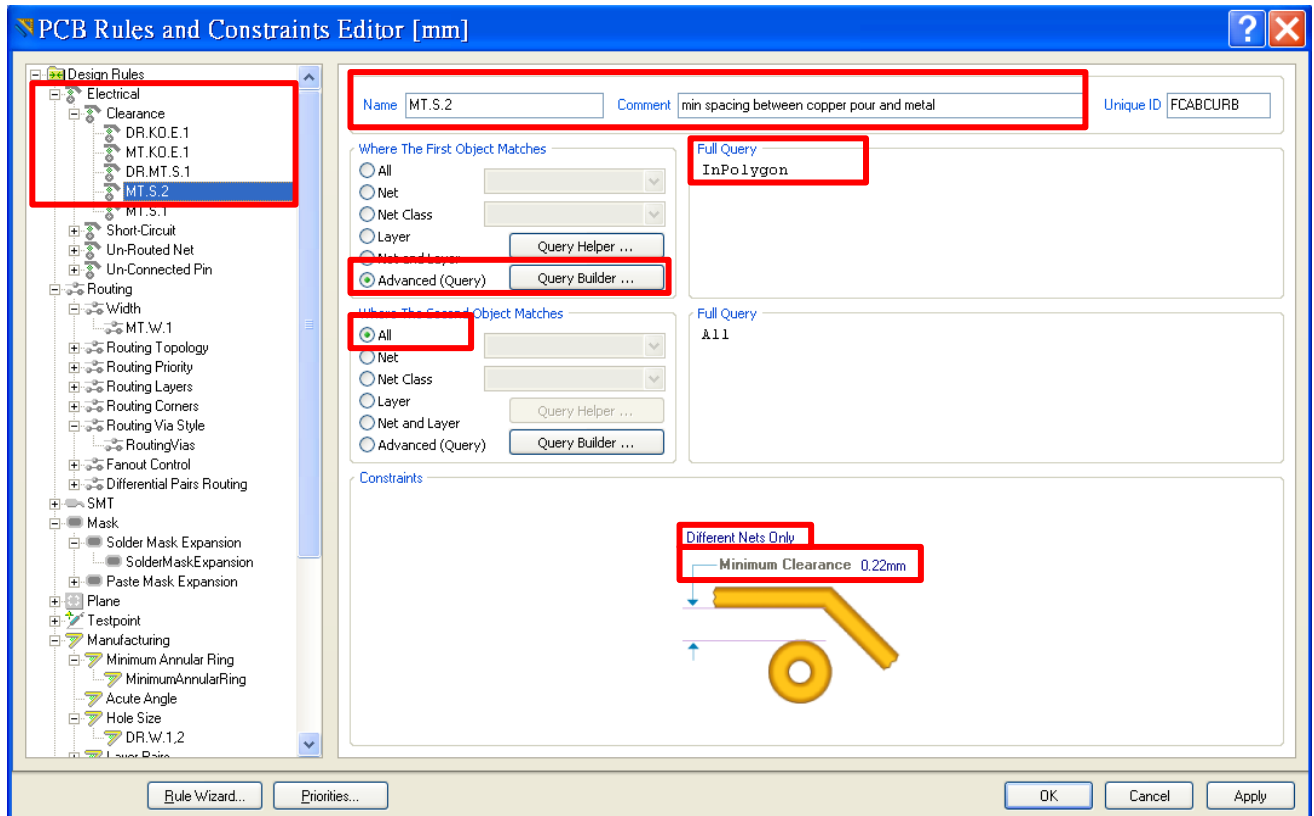 PCB Rules and Constraints Editor [mm]
Design Rules
Electrical
Clearance
DR.KO.E.1
MT.KO.E.1
DR.MT.S.1
MT.S.2
MT.S.1
Short-Circuit
Un-Routed Net
Un-Connected Pin
Routing
Width
MT.W.1
Routing Topology
Routing Priority
Routing Layers
Routing Corners
Routing Via Style
RoutingVias
Fanout Control
Differential Pairs Routing
SMT
Mask
Solder Mask Expansion
SolderMaskExpansion
Paste Mask Expansion
Plane
Testpoint
Manufacturing
Minimum Annular Ring
MinimumAnnularRing
Acute Angle
Hole Size
DR.W.1,2
Layer Pairs
Name MT.S.2 Comment min spacing between copper pour and metal Unique ID FCABCURB
Where The First Object Matches
All
Net
Net Class
Layer
Query Helper ...
Net and Layer
Advanced (Query)
Query Builder ...
Full Query
InPolygon
Where The Second Object Matches
All
Net
Net Class
Layer
Query Helper ...
Net and Layer
Advanced (Query)
Query Builder ...
Full Query
All
Constraints
Different Nets Only
Minimum Clearance 0.22mm
Rule Wizard... Priorities... OK Cancel Apply